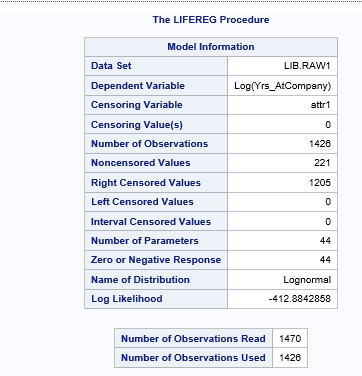 The LIFEREG Procedure
Model Information
Data Set LIB.RAW1
Dependent Variable Log(Yrs_AtCompany)
Censoring Variable attr1
Censoring Value(s) 0
Number of Observations 1426
Noncensored Values 221
Right Censored Values 1205
Left Censored Values 0
Interval Censored Values 0
Number of Parameters 44
Zero or Negative Response 44
Name of Distribution Lognormal
Log Likelihood -412.8842858
Number of Observations Read 1470
Number of Observations Used 1426